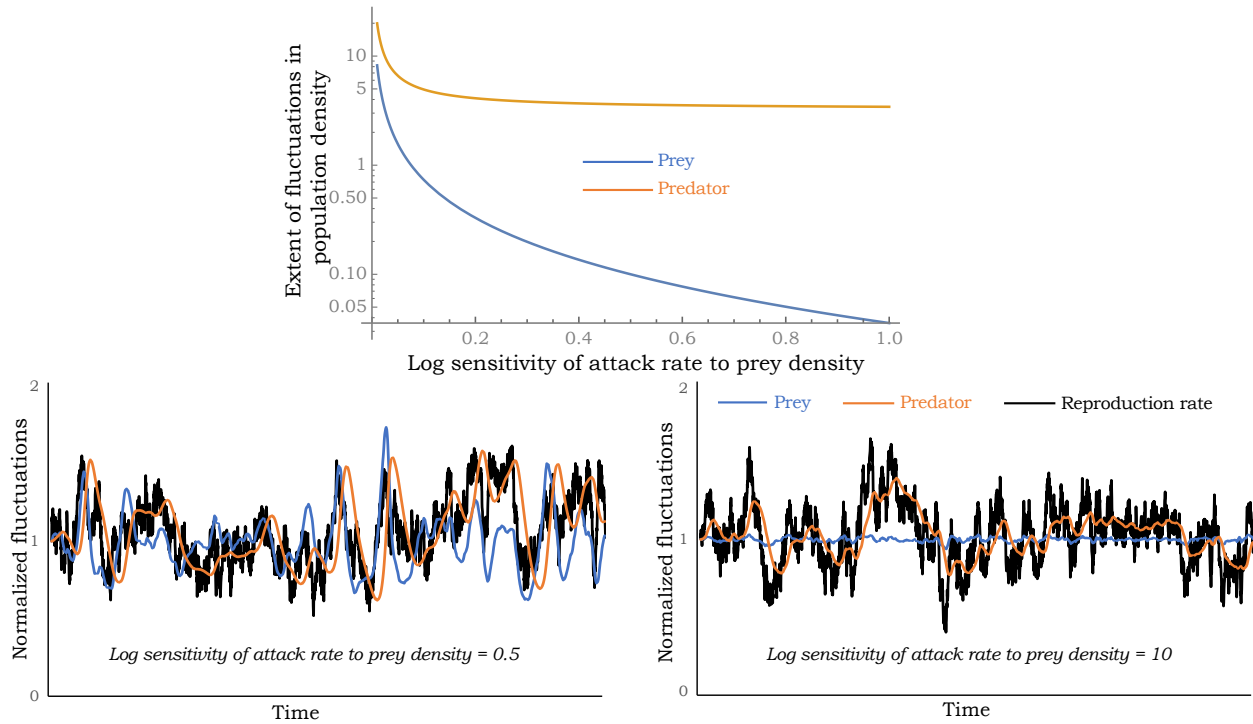 Extent of fluctuations in
population density
10
5
1
0.50
0.10
0.05
Prey
Predator
0.2
0.4
0.6
0.8
1.0
Log sensitivity of attack rate to prey density
Normalized fluctuations
2
1
0
Log sensitivity of attack rate to prey density = 0.5
Time
Normalized fluctuations
2
1
0
Prey
Predator
Reproduction rate
Log sensitivity of attack rate to prey density = 10
Time